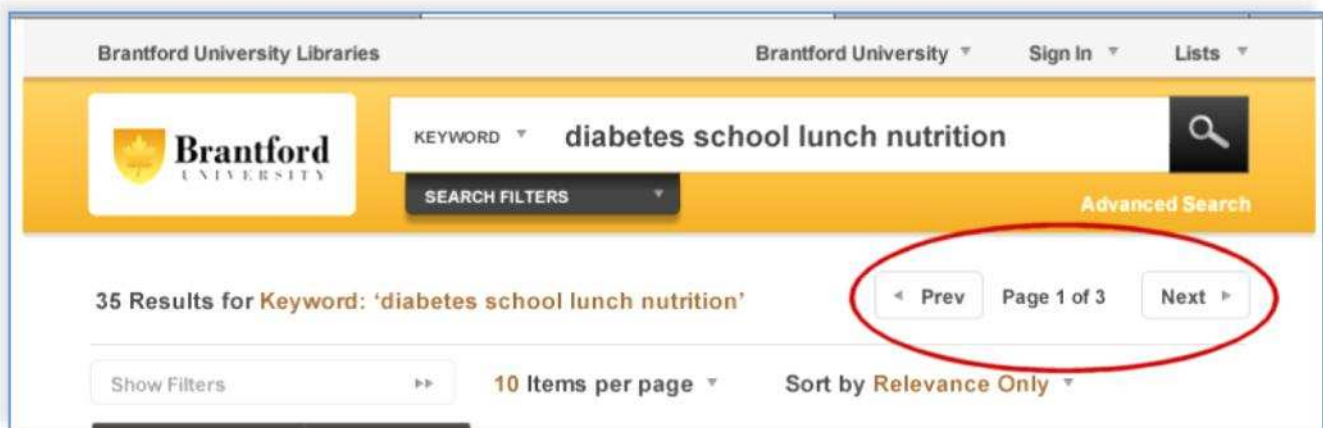 Brantford University Libraries Brantford University Sign In Lists
Brantford
UNIVERSITY
KEYWORD diabetes school lunch nutrition
SEARCH FILTERS
Advanced Search
35 Results for Keyword: ‘diabetes school lunch nutrition’ Prev Page 1 of 3 Next
Show Filters 10 Items per page Sort by Relevance Only